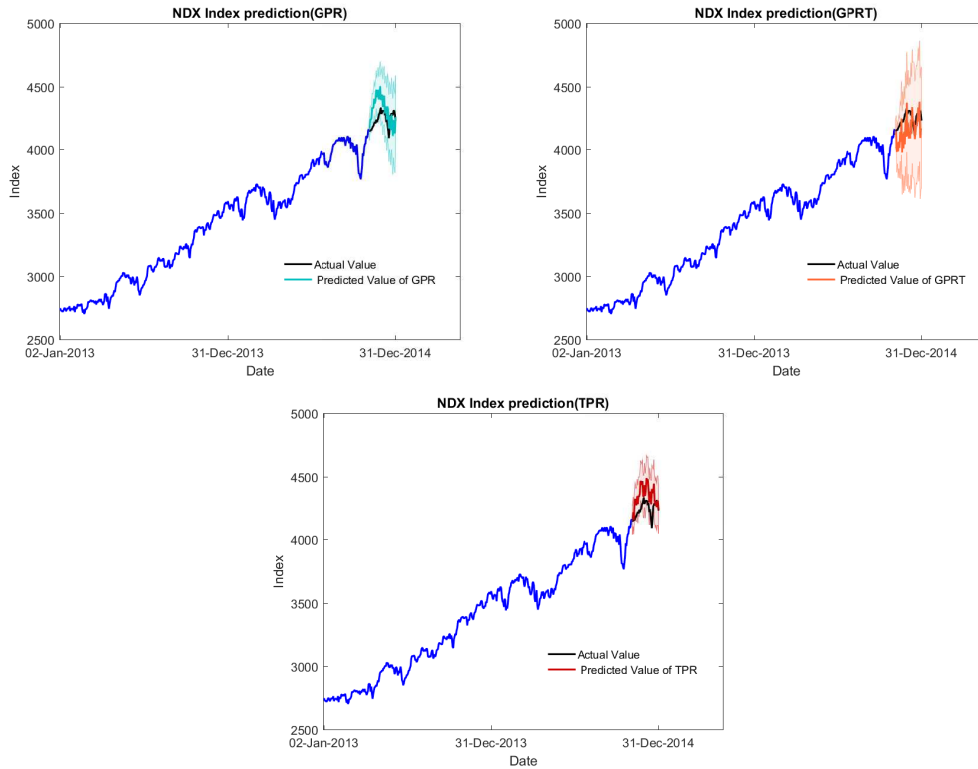 NDX Index prediction(GPR)
5000
4500
4000
3500
3000
2500
Index
02-Jan-2013
31-Dec-2013
31-Dec-2014
Date
Actual Value
Predicted Value of GPR
NDX Index prediction(GPRT)
5000
4500
4000
3500
3000
2500
Index
02-Jan-2013
31-Dec-2013
31-Dec-2014
Date
Actual Value
Predicted Value of GPRT
NDX Index prediction(TPR)
5000
4500
4000
3500
3000
2500
Index
02-Jan-2013
31-Dec-2013
31-Dec-2014
Date
Actual Value
Predicted Value of TPR